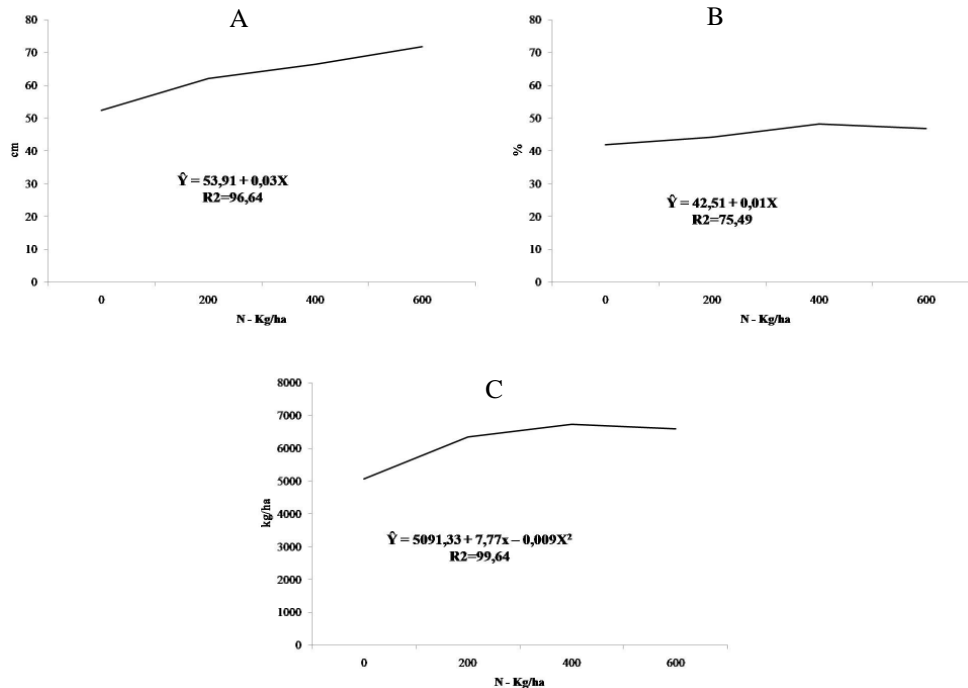 A
80
70
60
50
40
30
20
10
0
cm
Ŷ = 53,91 + 0,03X
R2=96,64
0 200 400 600
N - Kg/ha
B
80
70
60
50
40
30
20
10
0
%
Ŷ = 42,51 + 0,01X
R2=75,49
0 200 400 600
N - Kg/ha
C
8000
7000
6000
5000
4000
3000
2000
1000
0
kg/ha
Ŷ = 5091,33 + 7,77x – 0,009X²
R2=99,64
0 200 400 600
N - Kg/ha